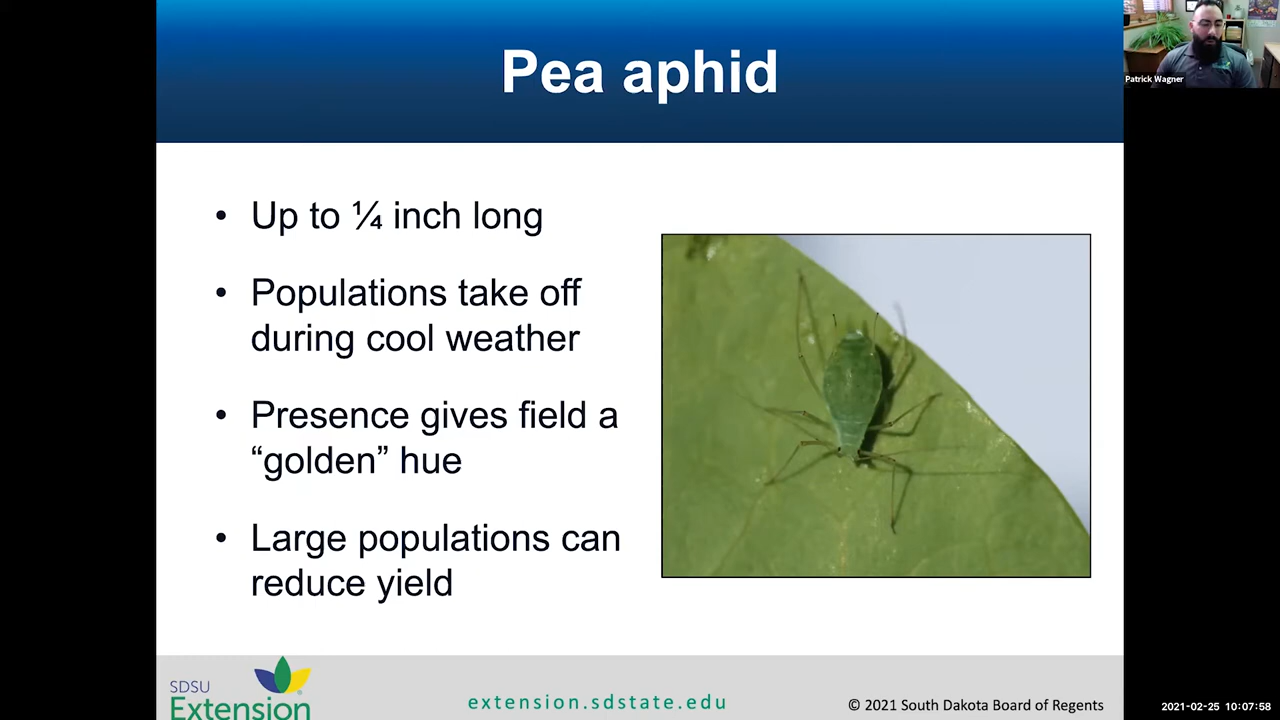 Pea aphid
Patrick Wagner
• Up to ¼ inch long
• Populations take off
during cool weather
• Presence gives field a
“golden” hue
• Large populations can
reduce yield
SDSU
Extension
extension.sdstate.edu
© 2021 South Dakota Board of Regents
2021-02-25 10:07:58